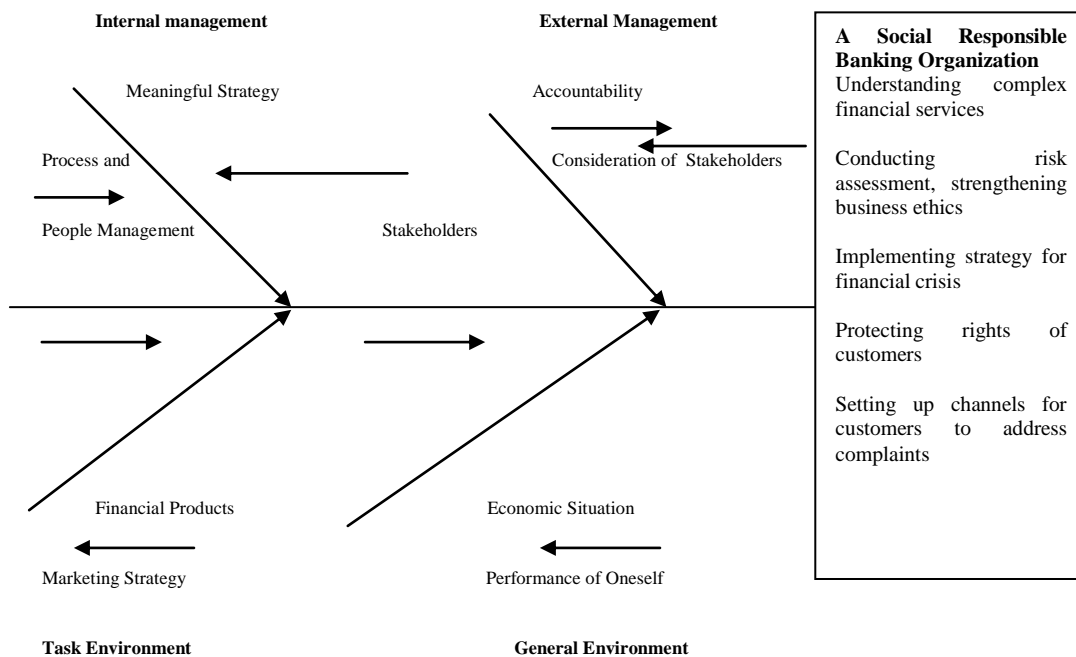 Internal management
External Management
Meaningful Strategy
Accountability
Process and
Consideration of Stakeholders
People Management
Stakeholders
Financial Products
Economic Situation
Marketing Strategy
Performance of Oneself
Task Environment
General Environment
A Social Responsible
Banking Organization
Understanding complex
financial services
Conducting risk
assessment, strengthening
business ethics
Implementing strategy for
financial crisis
Protecting rights of
customers
Setting up channels for
customers to address
complaints